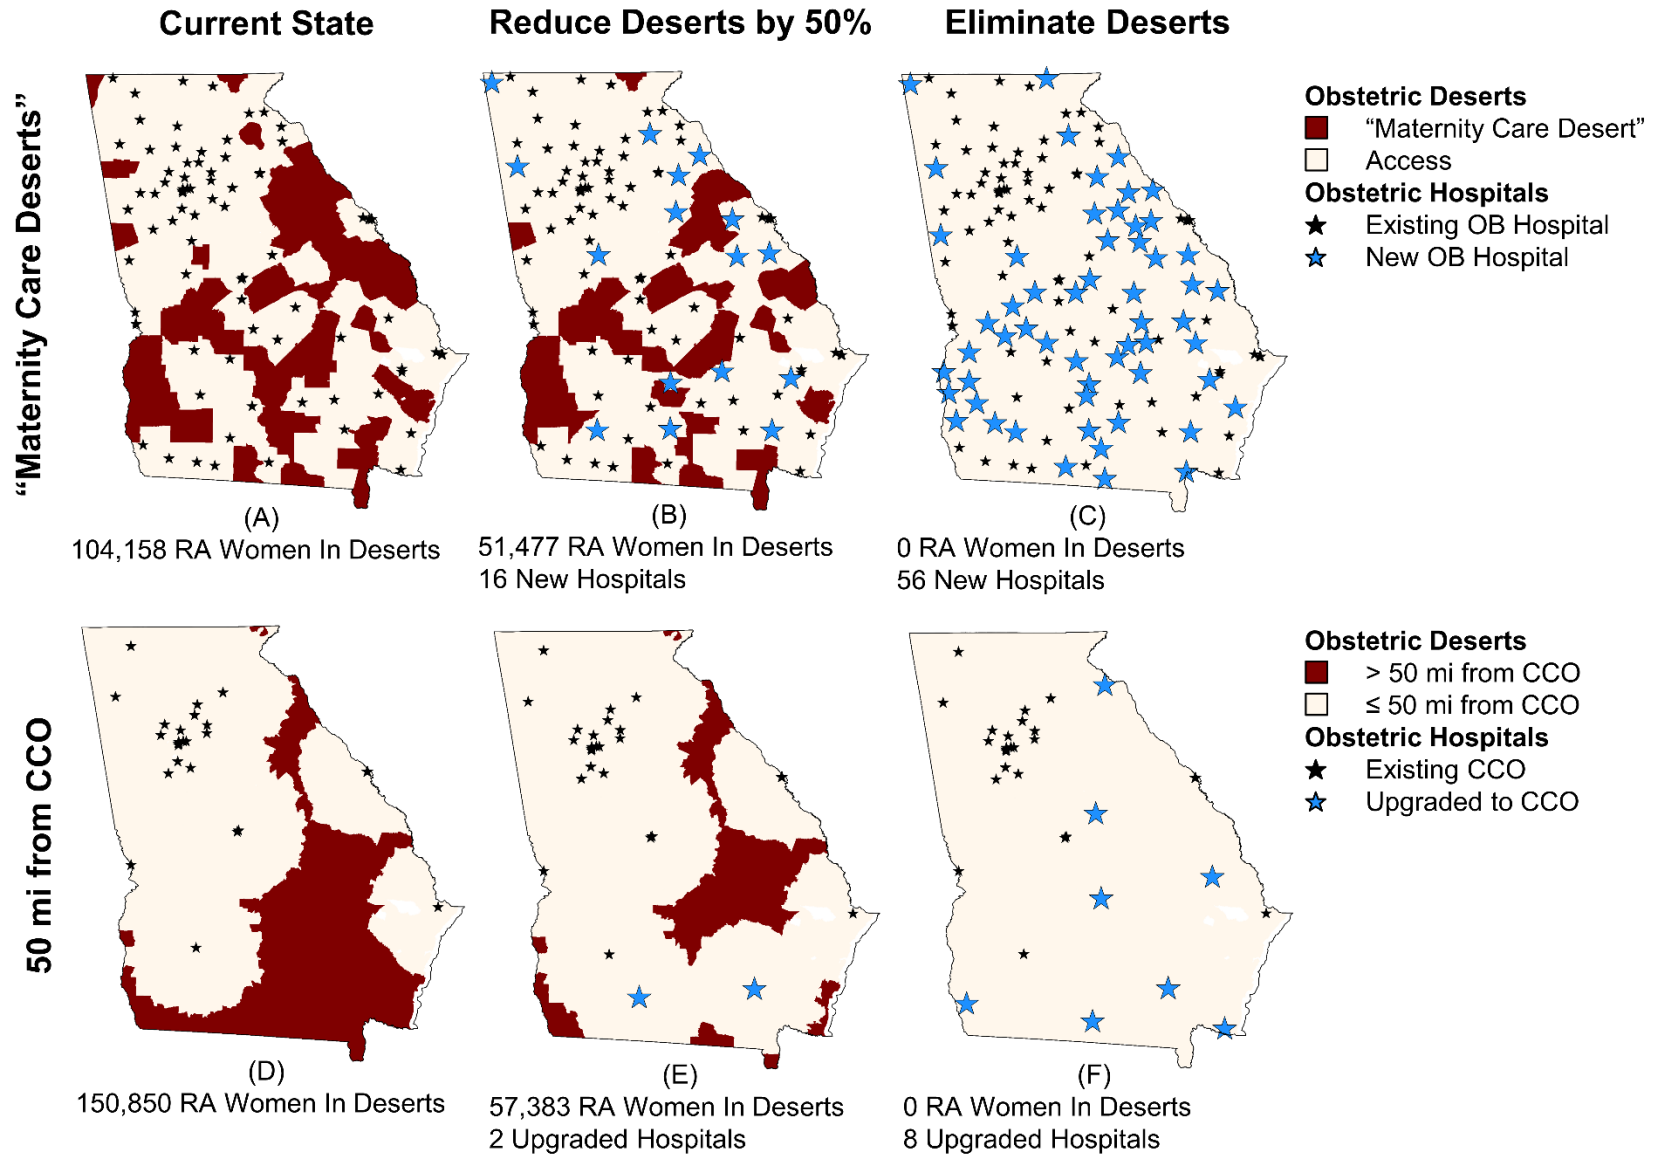 Current State
Reduce Deserts by 50%
Eliminate Deserts
“Maternity Care Deserts”
(A)
104,158 RA Women In Deserts
(B)
51,477 RA Women In Deserts
16 New Hospitals
(C)
0 RA Women In Deserts
56 New Hospitals
Obstetric Deserts
“Maternity Care Desert”
Access
Obstetric Hospitals
Existing OB Hospital
New OB Hospital
50 mi from CCO
(D)
150,850 RA Women In Deserts
(E)
57,383 RA Women In Deserts
2 Upgraded Hospitals
(F)
0 RA Women In Deserts
8 Upgraded Hospitals
Obstetric Deserts
> 50 mi from CCO
≤ 50 mi from CCO
Obstetric Hospitals
Existing CCO
Upgraded to CCO